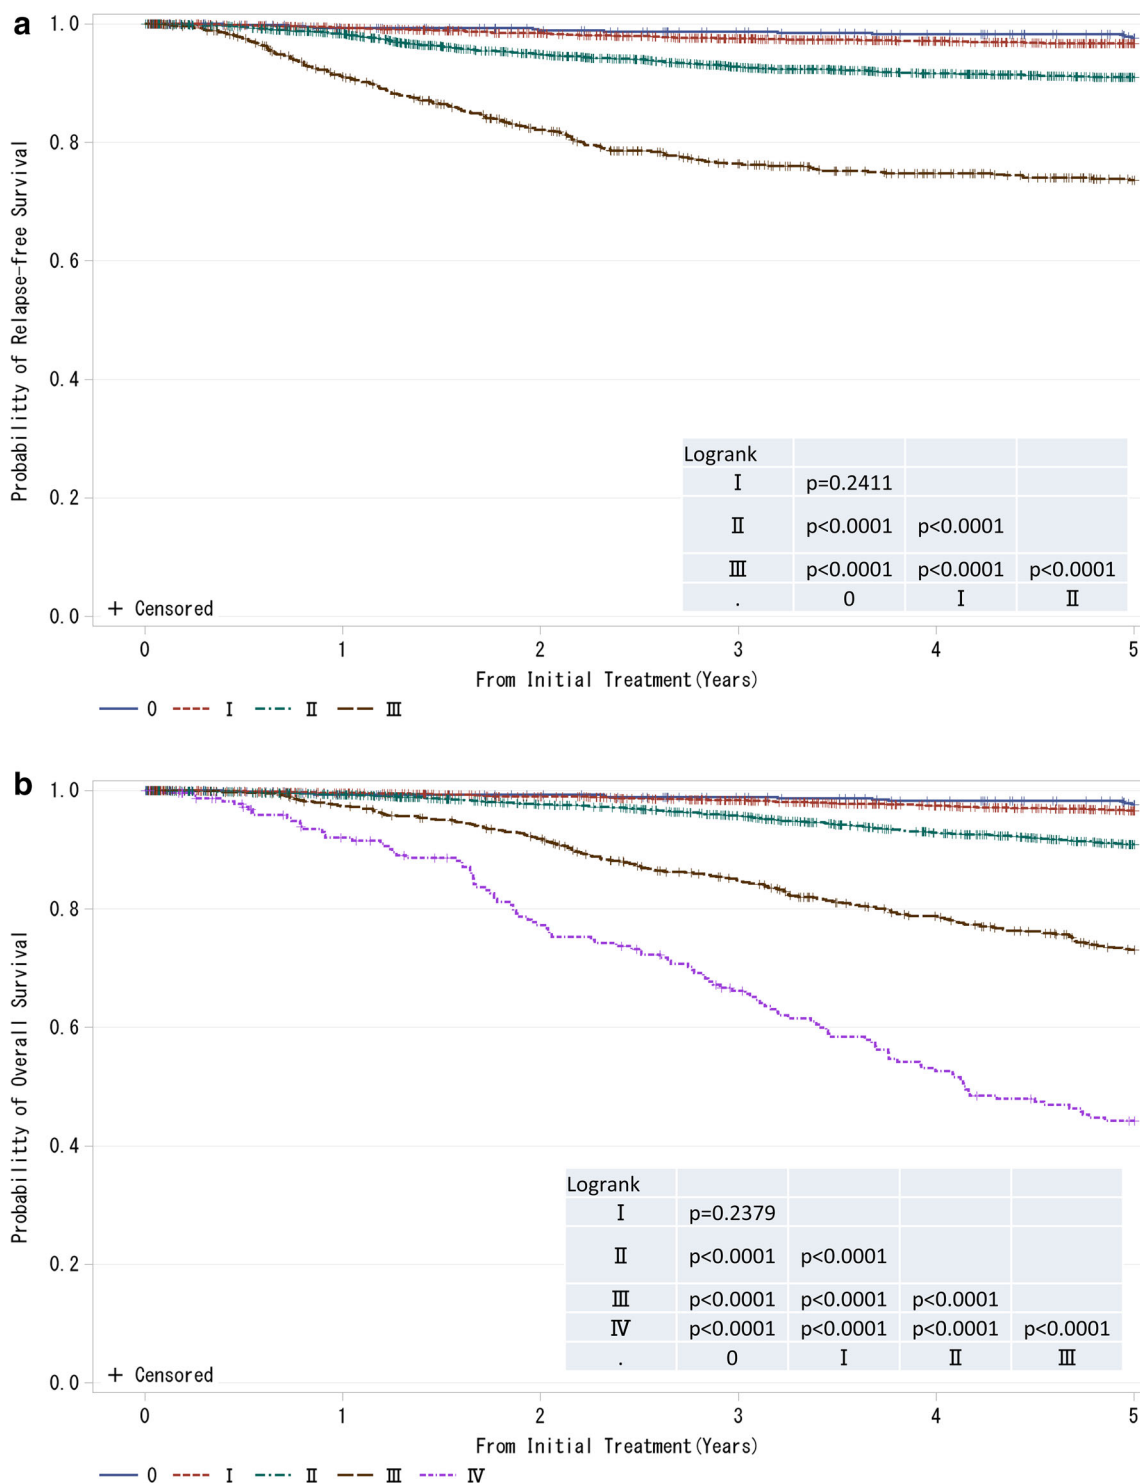 a
Probabilitty of Relapse-free Survival
1.0
0.8
0.6
0.4
0.2
0.0
Logrank
Ⅰ p=0.2411
Ⅱ p<0.0001 p<0.0001
Ⅲ p<0.0001 p<0.0001 p<0.0001
. 0 Ⅰ Ⅱ
+ Censored
0 1 2 3 4 5
From Initial Treatment(Years)
0 Ⅰ Ⅱ Ⅲ
b
Probabilitty of Overall Survival
1.0
0.8
0.6
0.4
0.2
0.0
Logrank
Ⅰ p=0.2379
Ⅱ p<0.0001 p<0.0001
Ⅲ p<0.0001 p<0.0001 p<0.0001
Ⅳ p<0.0001 p<0.0001 p<0.0001 p<0.0001
. 0 Ⅰ Ⅱ Ⅲ
+ Censored
0 1 2 3 4 5
From Initial Treatment(Years)
0 Ⅰ Ⅱ Ⅲ Ⅳ